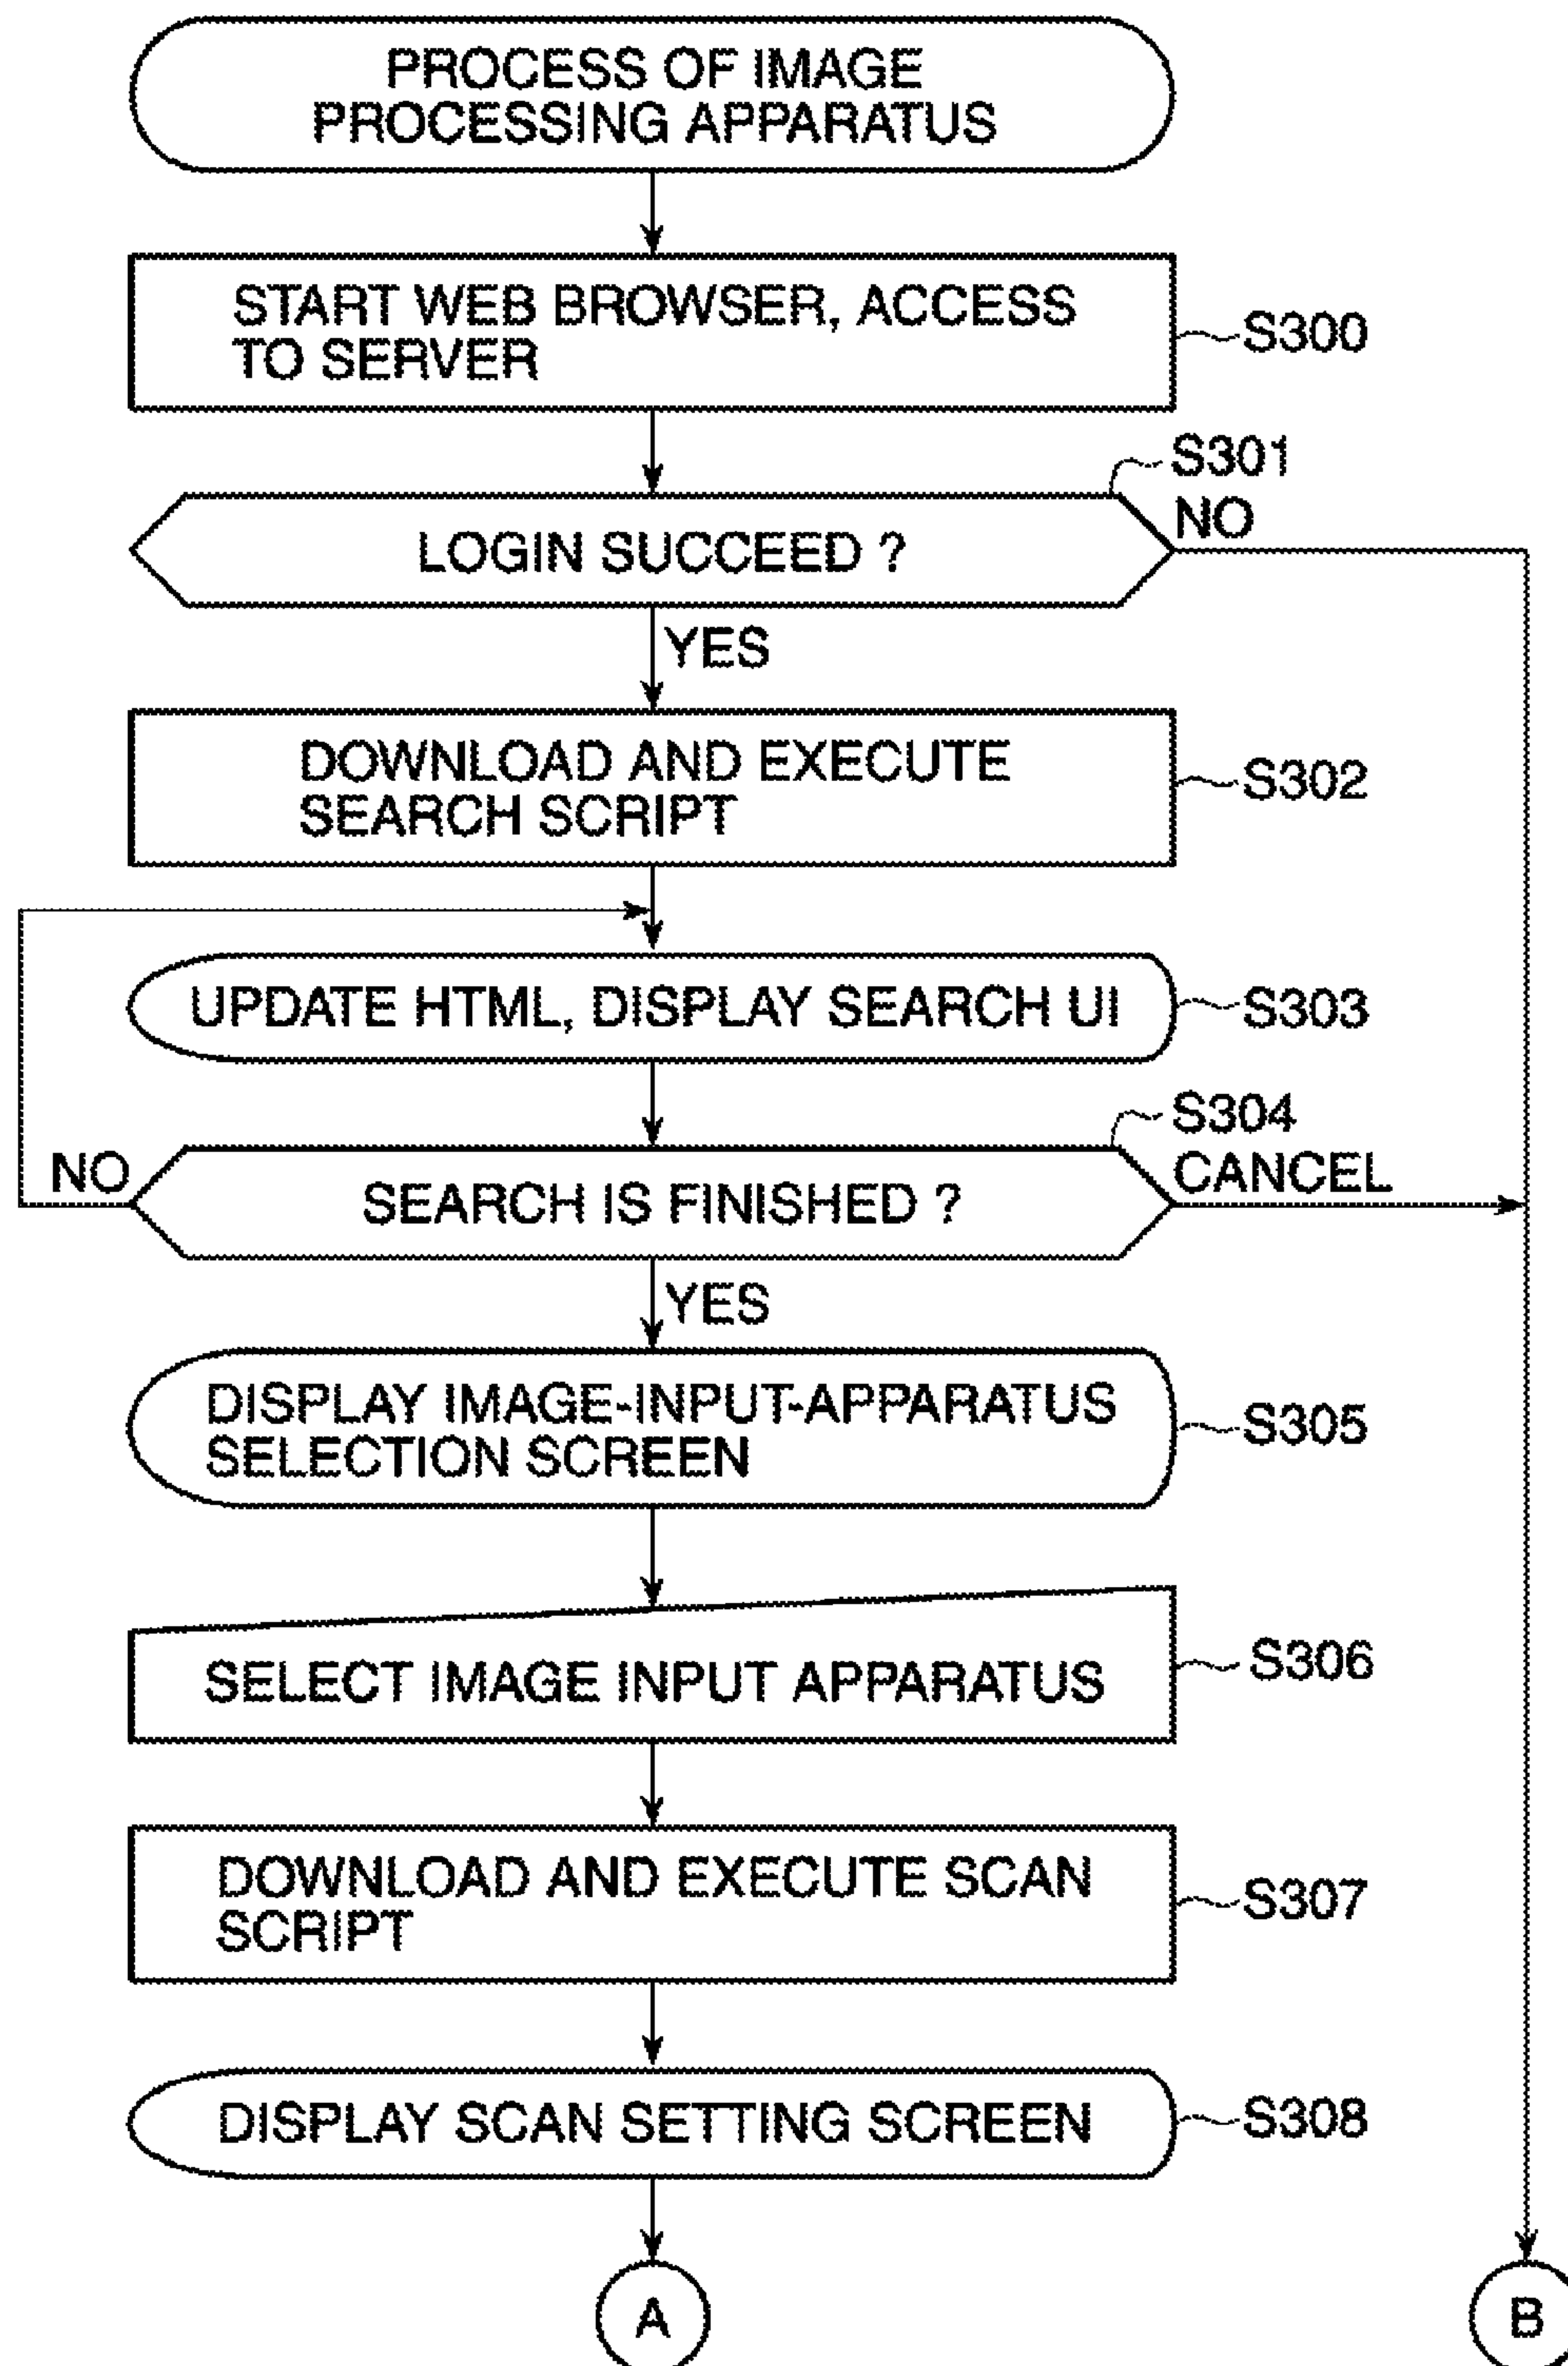 PROCESS OF IMAGE
PROCESSING APPARATUS
START WEB BROWSER, ACCESS
TO SERVER
S300
S301
LOGIN SUCCEED ?
NO
YES
DOWNLOAD AND EXECUTE
SEARCH SCRIPT
S302
UPDATE HTML, DISPLAY SEARCH UI
S303
S304
NO
SEARCH IS FINISHED ?
CANCEL
YES
DISPLAY IMAGE-INPUT-APPARATUS
SELECTION SCREEN
S305
SELECT IMAGE INPUT APPARATUS
S306
DOWNLOAD AND EXECUTE SCAN
SCRIPT
S307
DISPLAY SCAN SETTING SCREEN
S308
A
B